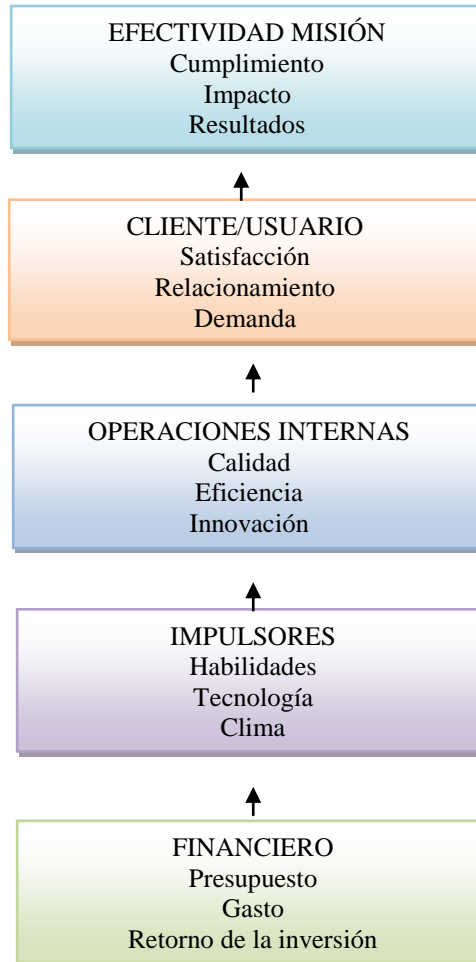 EFECTIVIDAD MISIÓN
Cumplimiento
Impacto
Resultados
CLIENTE/USUARIO
Satisfacción
Relacionamiento
Demanda
OPERACIONES INTERNAS
Calidad
Eficiencia
Innovación
IMPULSORES
Habilidades
Tecnología
Clima
FINANCIERO
Presupuesto
Gasto
Retorno de la inversión